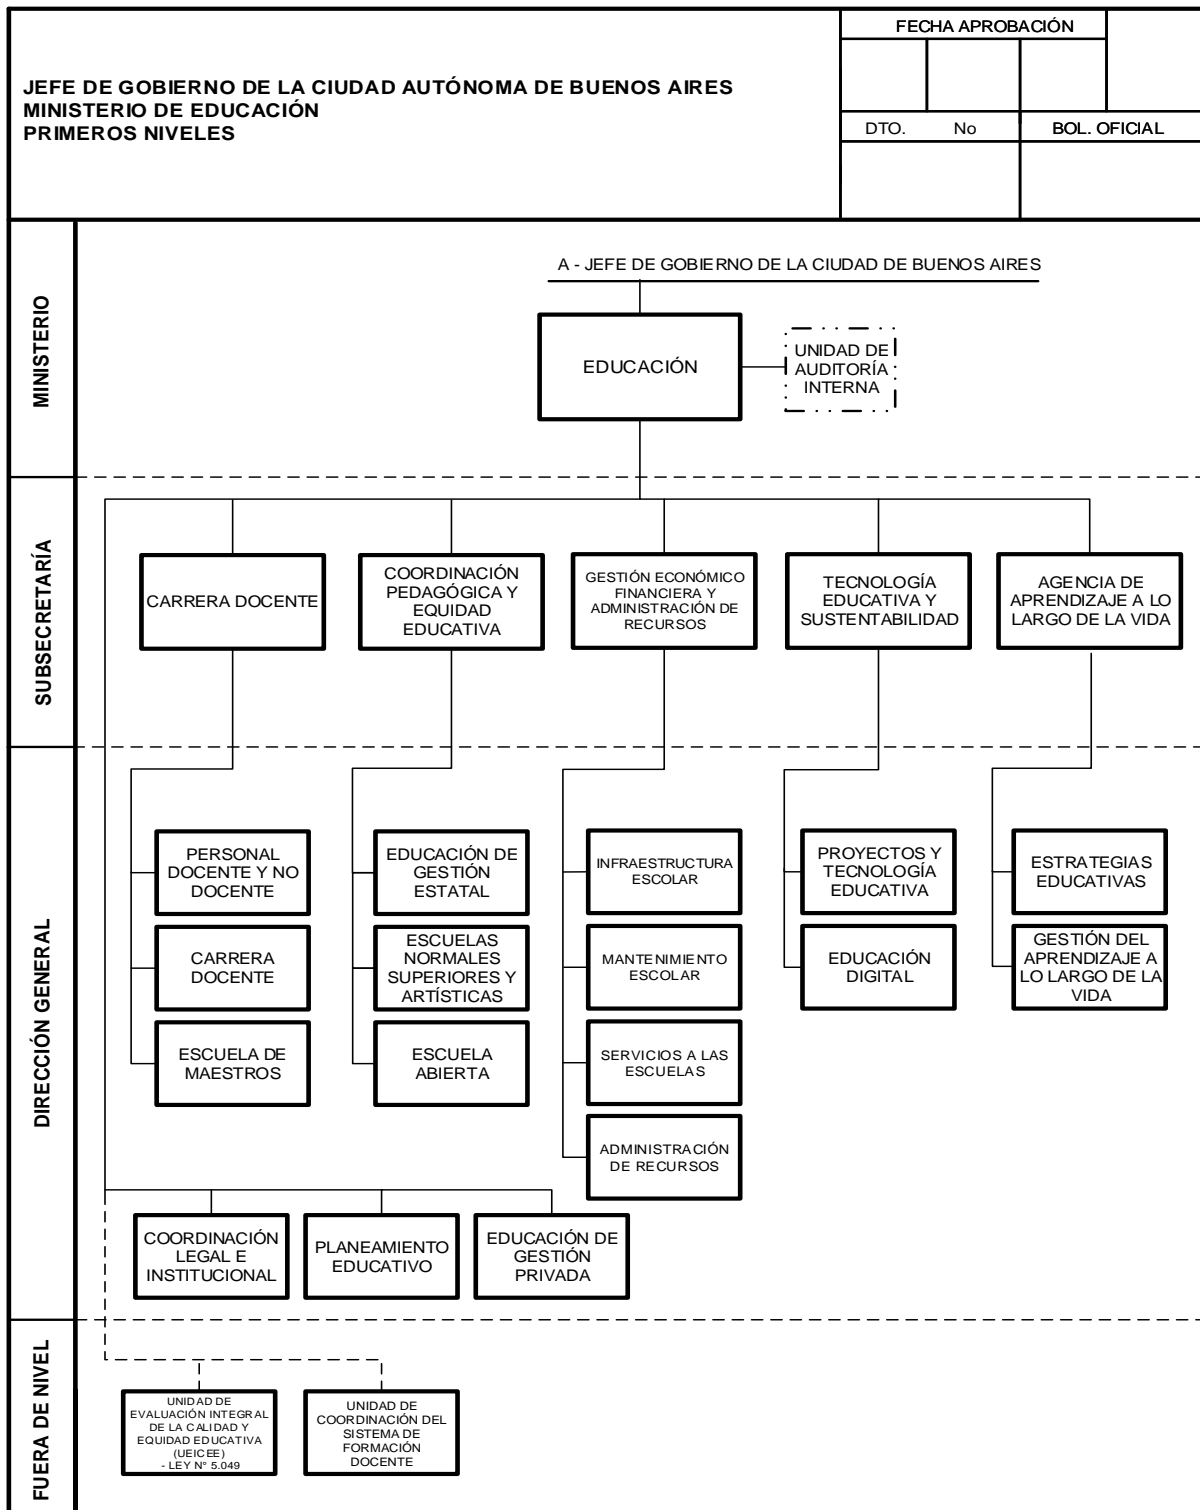 JEFE DE GOBIERNO DE LA CIUDAD AUTÓNOMA DE BUENOS AIRES
MINISTERIO DE EDUCACIÓN
PRIMEROS NIVELES
FECHA APROBACIÓN
DTO. No
BOL. OFICIAL
MINISTERIO
A - JEFE DE GOBIERNO DE LA CIUDAD DE BUENOS AIRES
EDUCACIÓN
UNIDAD DE
AUDITORÍA
INTERNA
SUBSECRETARÍA
CARRERA DOCENTE
COORDINACIÓN
PEDAGÓGICA Y
EQUIDAD
EDUCATIVA
GESTIÓN ECONÓMICO
FINANCIERA Y
ADMINISTRACIÓN DE
RECURSOS
TECNOLOGÍA
EDUCATIVA Y
SUSTENTABILIDAD
AGENCIA DE
APRENDIZAJE A LO
LARGO DE LA VIDA
DIRECCIÓN GENERAL
PERSONAL
DOCENTE Y NO
DOCENTE
CARRERA
DOCENTE
ESCUELA DE
MAESTROS
EDUCACIÓN DE
GESTIÓN
ESTATAL
ESCUELAS
NORMALES
SUPERIORES Y
ARTÍSTICAS
ESCUELA
ABIERTA
INFRAESTRUCTURA
ESCOLAR
MANTENIMIENTO
ESCOLAR
SERVICIOS A LAS
ESCUELAS
ADMINISTRACIÓN
DE RECURSOS
PROYECTOS Y
TECNOLOGÍA
EDUCATIVA
EDUCACIÓN
DIGITAL
ESTRATEGIAS
EDUCATIVAS
GESTIÓN DEL
APRENDIZAJE A
LO LARGO DE LA
VIDA
COORDINACIÓN
LEGAL E
INSTITUCIONAL
PLANEAMIENTO
EDUCATIVO
EDUCACIÓN DE
GESTIÓN
PRIVADA
FUERA DE NIVEL
UNIDAD DE
EVALUACIÓN INTEGRAL
DE LA CALIDAD Y
EQUIDAD EDUCATIVA
(UEICEE)
- LEY N° 5.049
UNIDAD DE
COORDINACIÓN DEL
SISTEMA DE
FORMACIÓN
DOCENTE